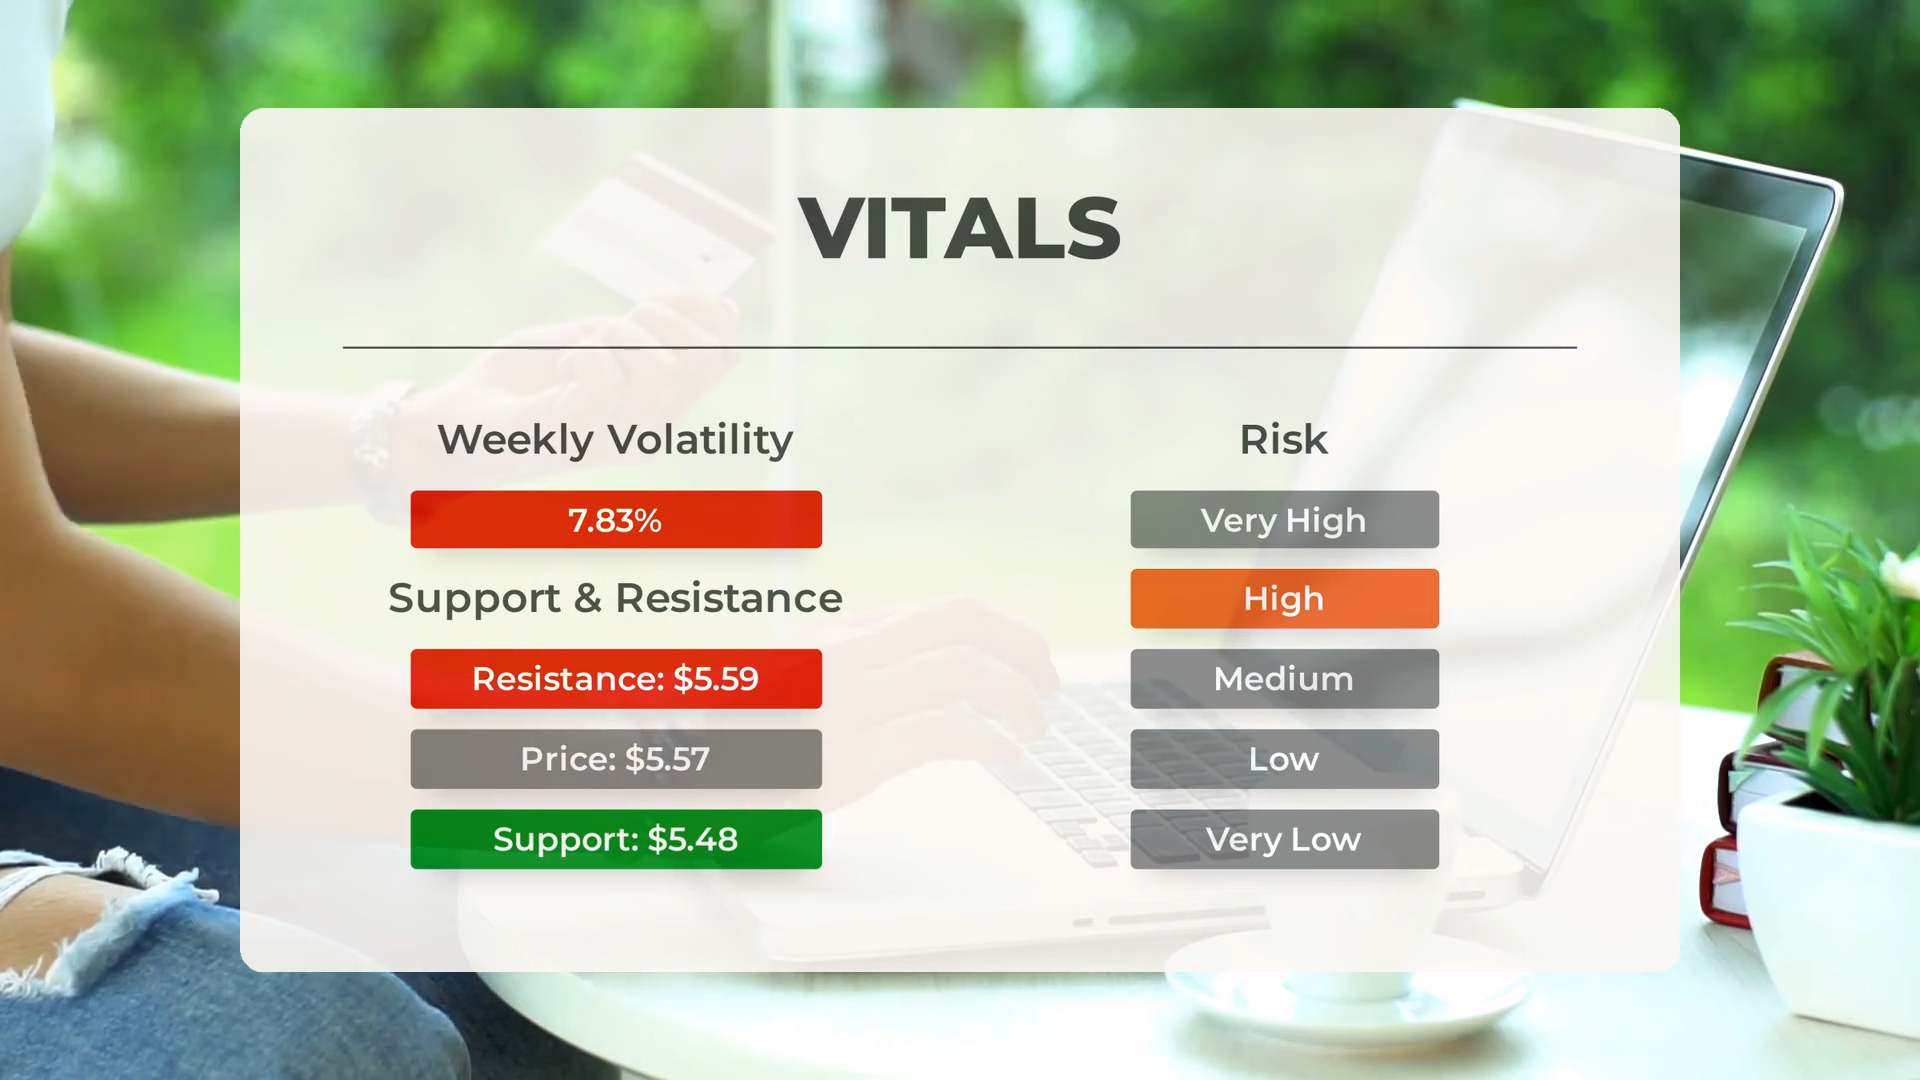 VITALS
Weekly Volatility
7.83%
Support & Resistance
Resistance: $5.59
Price: $5.57
Support: $5.48
Risk
Very High
High
Medium
Low
Very Low